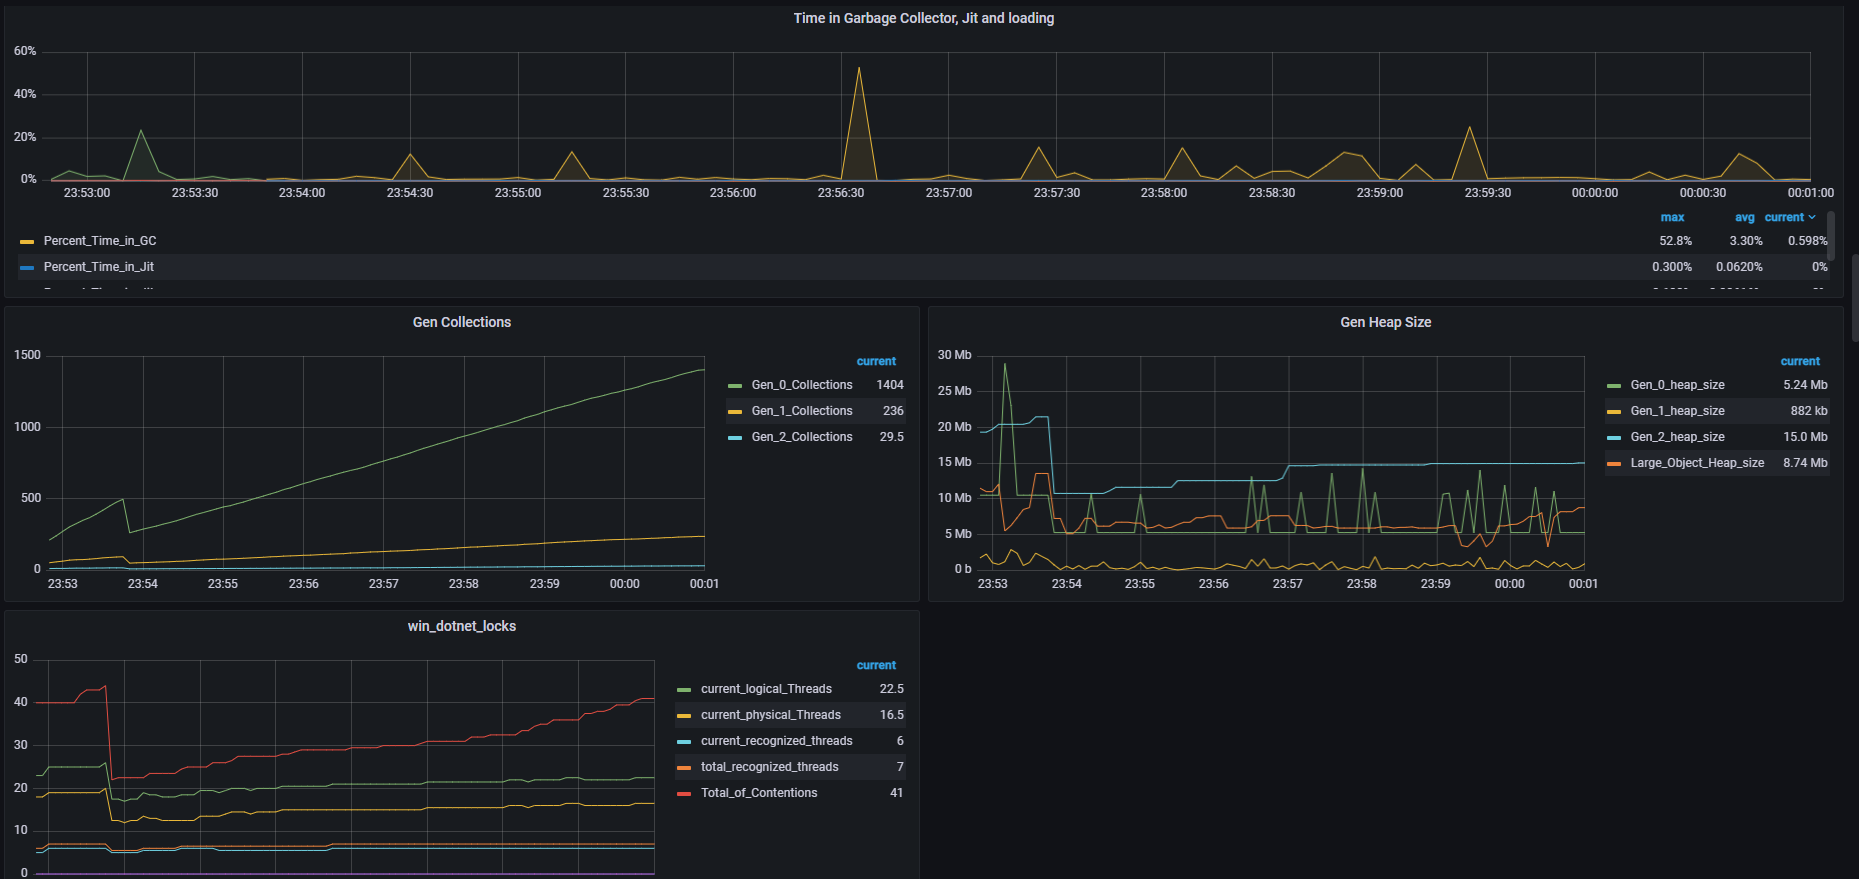 Time in Garbage Collector, Jit and loading
60%
40%
20%
0%
23:53:00 23:53:30 23:54:00 23:54:30 23:55:00 23:55:30 23:56:00 23:56:30 23:57:00 23:57:30 23:58:00 23:58:30 23:59:00 23:59:30 00:00:00 00:00:30 00:01:00
max avg current
Percent_Time_in_GC 52.8% 3.30% 0.598%
Percent_Time_in_Jit 0.300% 0.0620% 0%
Gen Collections
1500
1000
500
0
23:53 23:54 23:55 23:56 23:57 23:58 23:59 00:00 00:01
current
Gen_0_Collections 1404
Gen_1_Collections 236
Gen_2_Collections 29.5
Gen Heap Size
30 Mb
25 Mb
20 Mb
15 Mb
10 Mb
5 Mb
0 b
23:53 23:54 23:55 23:56 23:57 23:58 23:59 00:00 00:01
current
Gen_0_heap_size 5.24 Mb
Gen_1_heap_size 882 kb
Gen_2_heap_size 15.0 Mb
Large_Object_Heap_size 8.74 Mb
win_dotnet_locks
50
40
30
20
10
0
current
current_logical_Threads 22.5
current_physical_Threads 16.5
current_recognized_threads 6
total_recognized_threads 7
Total_of_Contentions 41